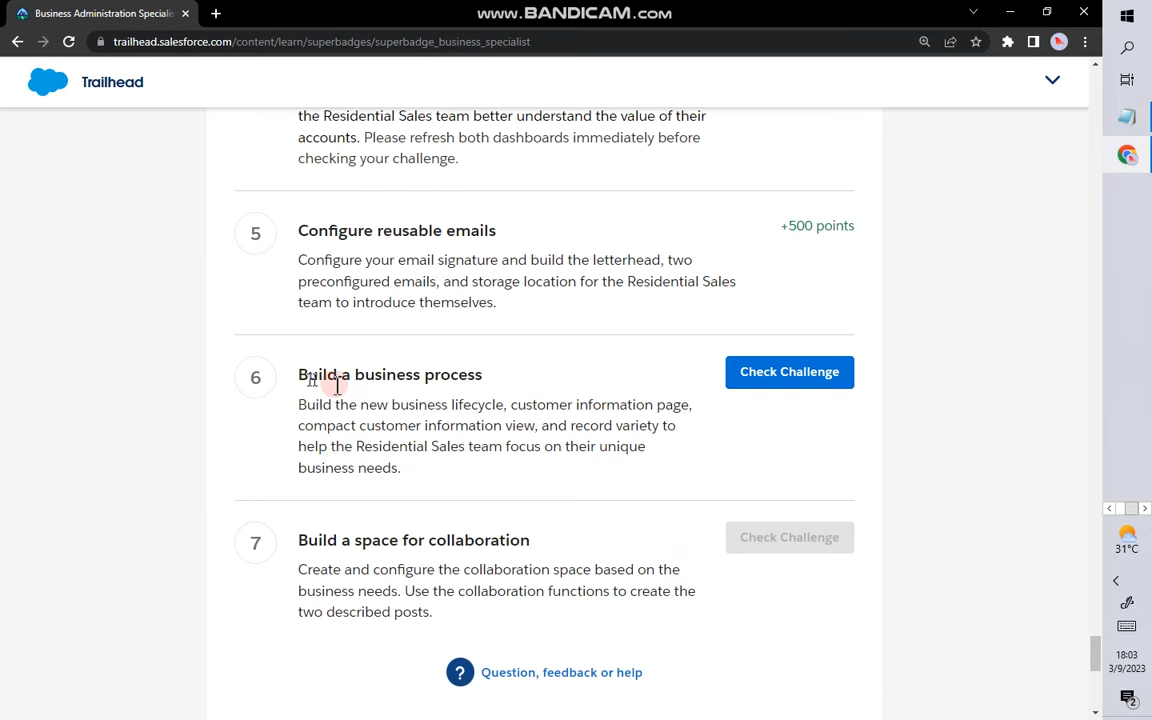 Business Administration Speciali
www.BANDICAM.com
trailhead.salesforce.com/content/learn/superbadges/superbadge_business_specialist
Trailhead
the Residential Sales team better understand the value of their
accounts. Please refresh both dashboards immediately before
checking your challenge.
5
Configure reusable emails
+500 points
Configure your email signature and build the letterhead, two
preconfigured emails, and storage location for the Residential Sales
team to introduce themselves.
6
Build a business process
Check Challenge
Build the new business lifecycle, customer information page,
compact customer information view, and record variety to
help the Residential Sales team focus on their unique
business needs.
7
Build a space for collaboration
Check Challenge
Create and configure the collaboration space based on the
business needs. Use the collaboration functions to create the
two described posts.
? Question, feedback or help
31°C
18:03
3/9/2023
2